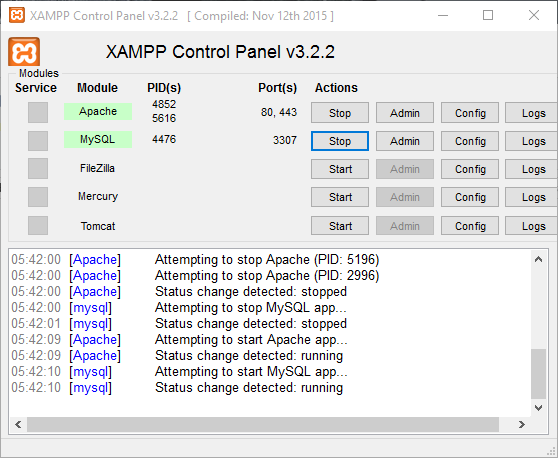 XAMPP Control Panel v3.2.2 [ Compiled: Nov 12th 2015 ]
XAMPP Control Panel v3.2.2
Modules
Service Module PID(s) Port(s) Actions
Apache 4852 5616 80, 443 Stop Admin Config Logs
MySQL 4476 3307 Stop Admin Config Logs
FileZilla Start Admin Config Logs
Mercury Start Admin Config Logs
Tomcat Start Admin Config Logs
05:42:00 [Apache] Attempting to stop Apache (PID: 5196)
05:42:00 [Apache] Attempting to stop Apache (PID: 2996)
05:42:00 [Apache] Status change detected: stopped
05:42:00 [mysql] Attempting to stop MySQL app...
05:42:01 [mysql] Status change detected: stopped
05:42:09 [Apache] Attempting to start Apache app...
05:42:09 [Apache] Status change detected: running
05:42:10 [mysql] Attempting to start MySQL app...
05:42:10 [mysql] Status change detected: running